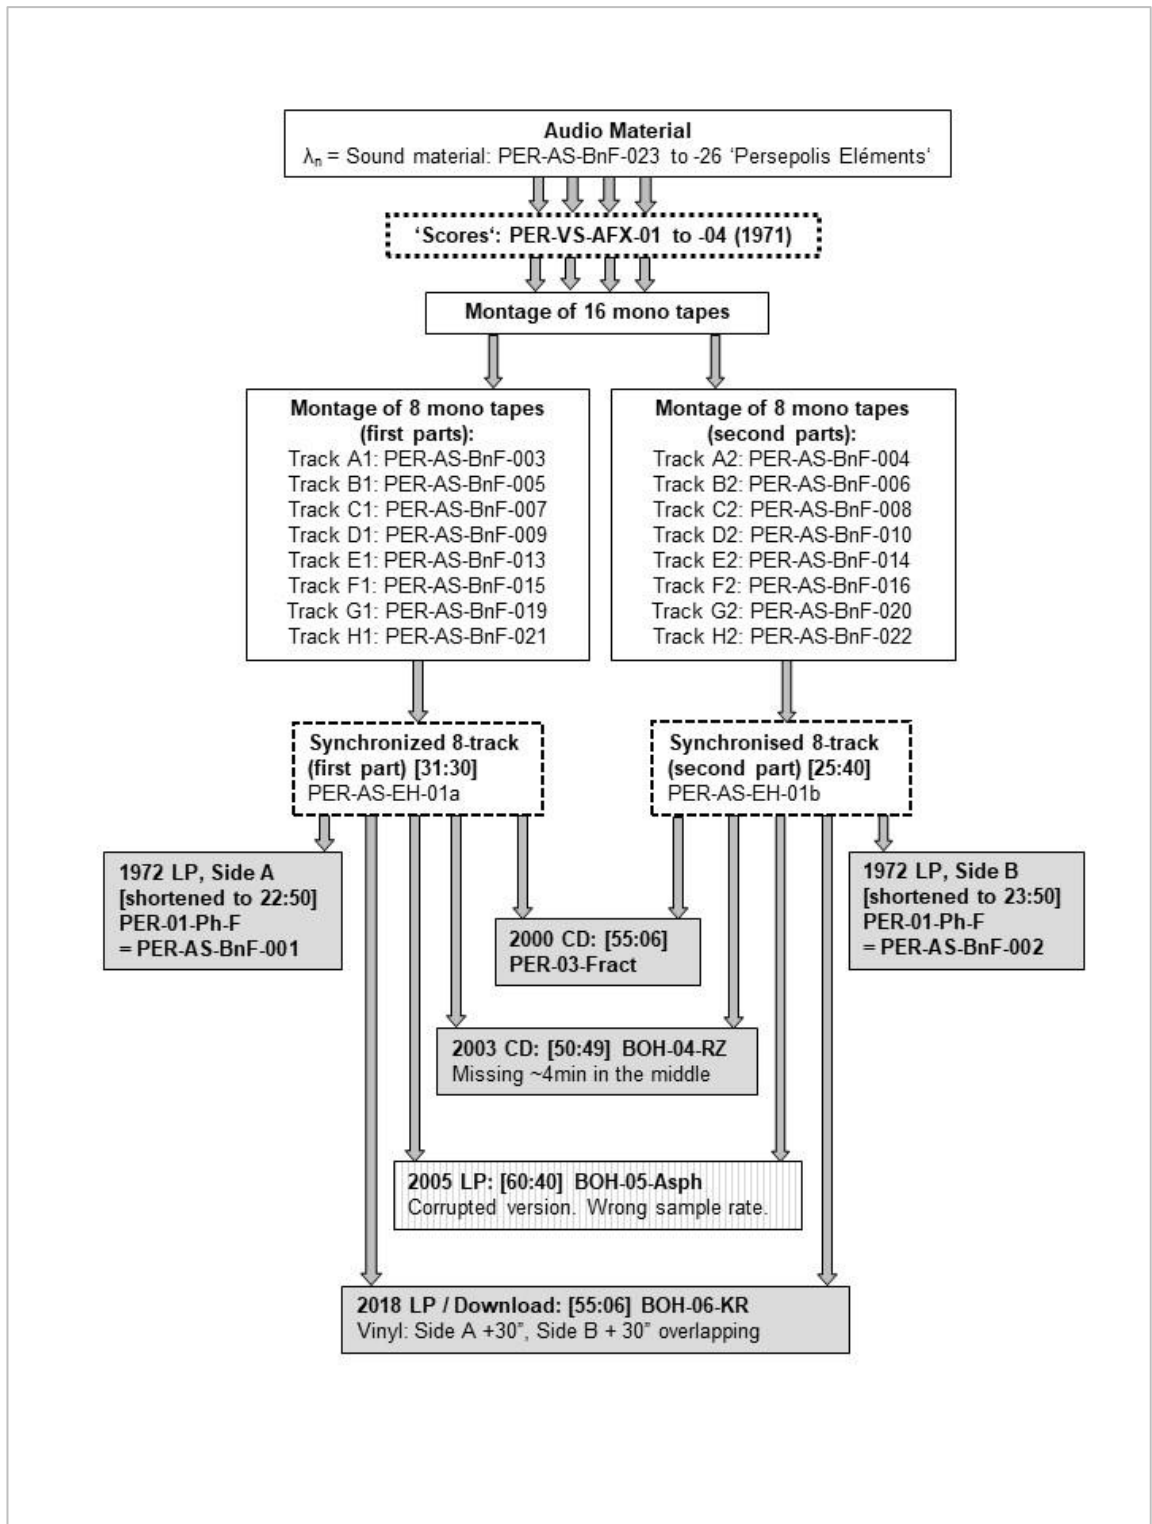 Audio Material
λn = Sound material: PER-AS-BnF-023 to -26 ‘Persepolis Eléments‘
‘Scores‘: PER-VS-AFX-01 to -04 (1971)
Montage of 16 mono tapes
Montage of 8 mono tapes
(first parts):
Track A1: PER-AS-BnF-003
Track B1: PER-AS-BnF-005
Track C1: PER-AS-BnF-007
Track D1: PER-AS-BnF-009
Track E1: PER-AS-BnF-013
Track F1: PER-AS-BnF-015
Track G1: PER-AS-BnF-019
Track H1: PER-AS-BnF-021
Montage of 8 mono tapes
(second parts):
Track A2: PER-AS-BnF-004
Track B2: PER-AS-BnF-006
Track C2: PER-AS-BnF-008
Track D2: PER-AS-BnF-010
Track E2: PER-AS-BnF-014
Track F2: PER-AS-BnF-016
Track G2: PER-AS-BnF-020
Track H2: PER-AS-BnF-022
Synchronized 8-track
(first part) [31:30]
PER-AS-EH-01a
Synchronised 8-track
(second part) [25:40]
PER-AS-EH-01b
1972 LP, Side A
[shortened to 22:50]
PER-01-Ph-F
= PER-AS-BnF-001
1972 LP, Side B
[shortened to 23:50]
PER-01-Ph-F
= PER-AS-BnF-002
2000 CD: [55:06]
PER-03-Fract
2003 CD: [50:49] BOH-04-RZ
Missing ~4min in the middle
2005 LP: [60:40] BOH-05-Asph
Corrupted version. Wrong sample rate.
2018 LP / Download: [55:06] BOH-06-KR
Vinyl: Side A +30”, Side B + 30” overlapping